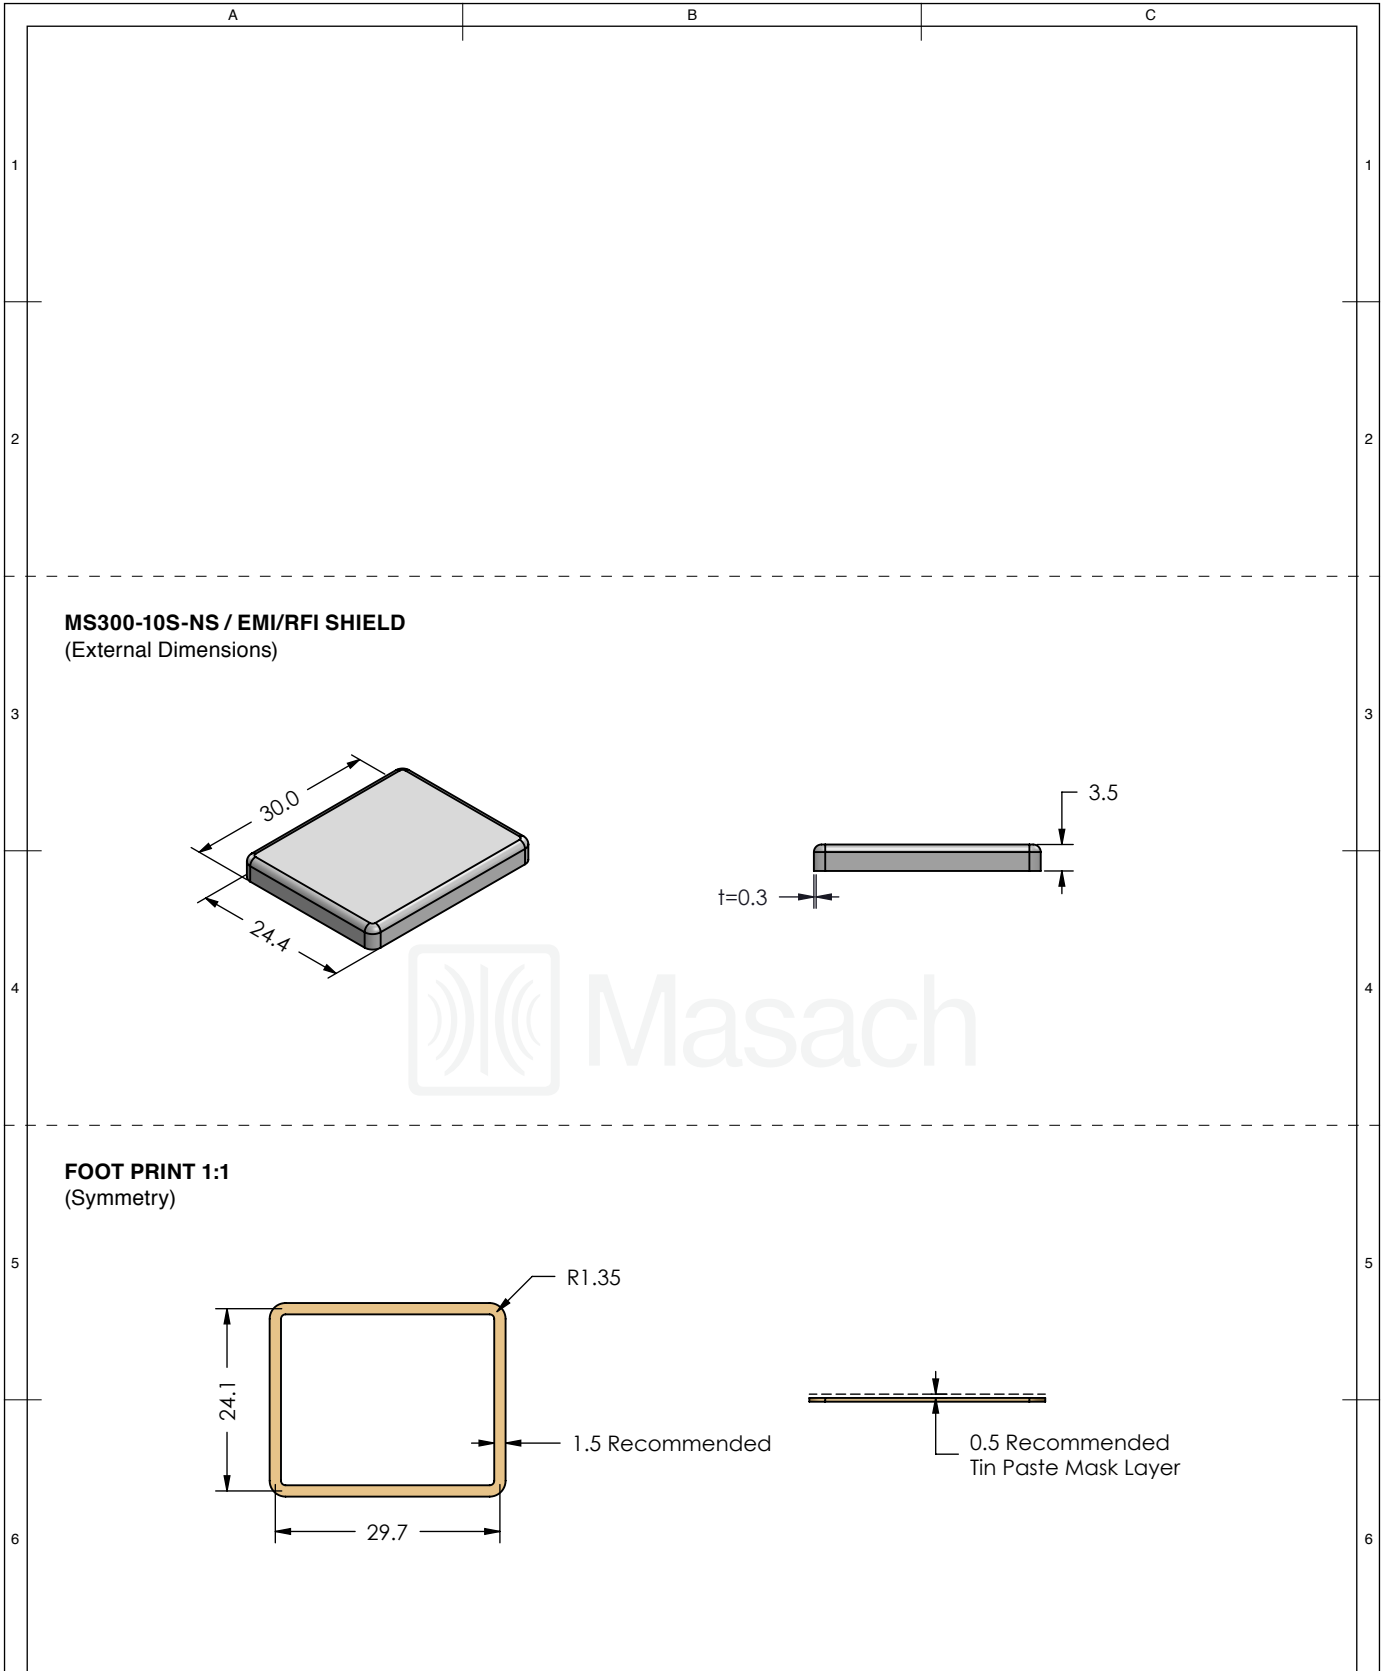 A B C
1 1
2 2
MS300-10S-NS / EMI/RFI SHIELD
(External Dimensions)
3 3
30.0
3.5
t=0.3
24.4
4 4
Masach
FOOT PRINT 1:1
(Symmetry)
5 5
R1.35
24.1
1.5 Recommended
0.5 Recommended
Tin Paste Mask Layer
29.7
6 6